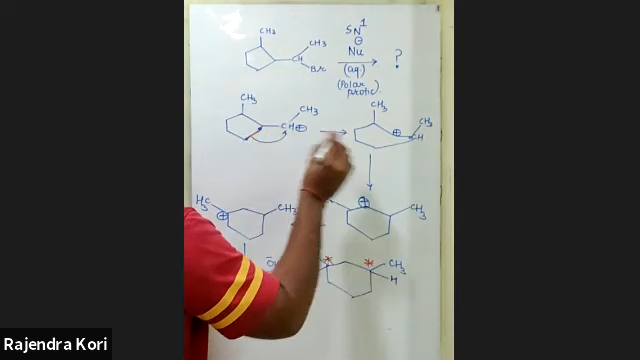 CH3
CH3
CH
Br
SN1
⊖
Nu
(aq)
(Polar
protic).
?
CH3
CH3
CH⊕
CH3
⊕
CH3
CH
H3C
⊕
CH3
⊕
CH3
*
*
CH3
H
Rajendra Kori